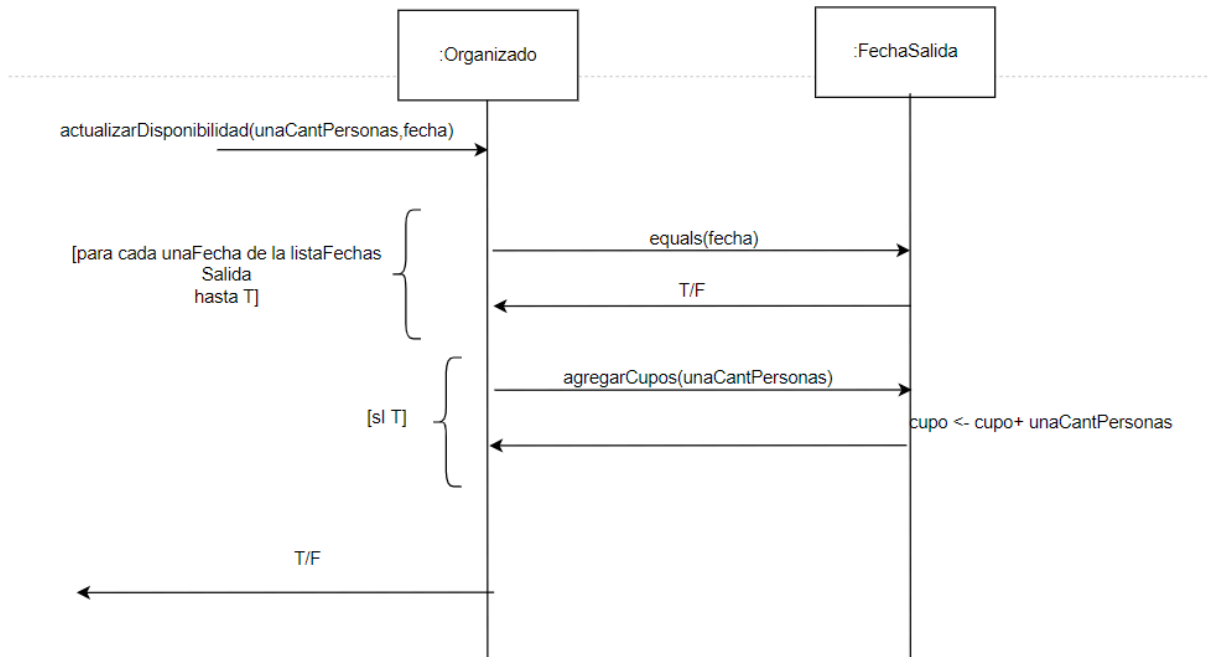 :Organizado
:FechaSalida
actualizarDisponibilidad(unaCantPersonas,fecha)
[para cada unaFecha de la listaFechas
Salida
hasta T]
equals(fecha)
T/F
agregarCupos(unaCantPersonas)
[sI T]
cupo <- cupo+ unaCantPersonas
T/F